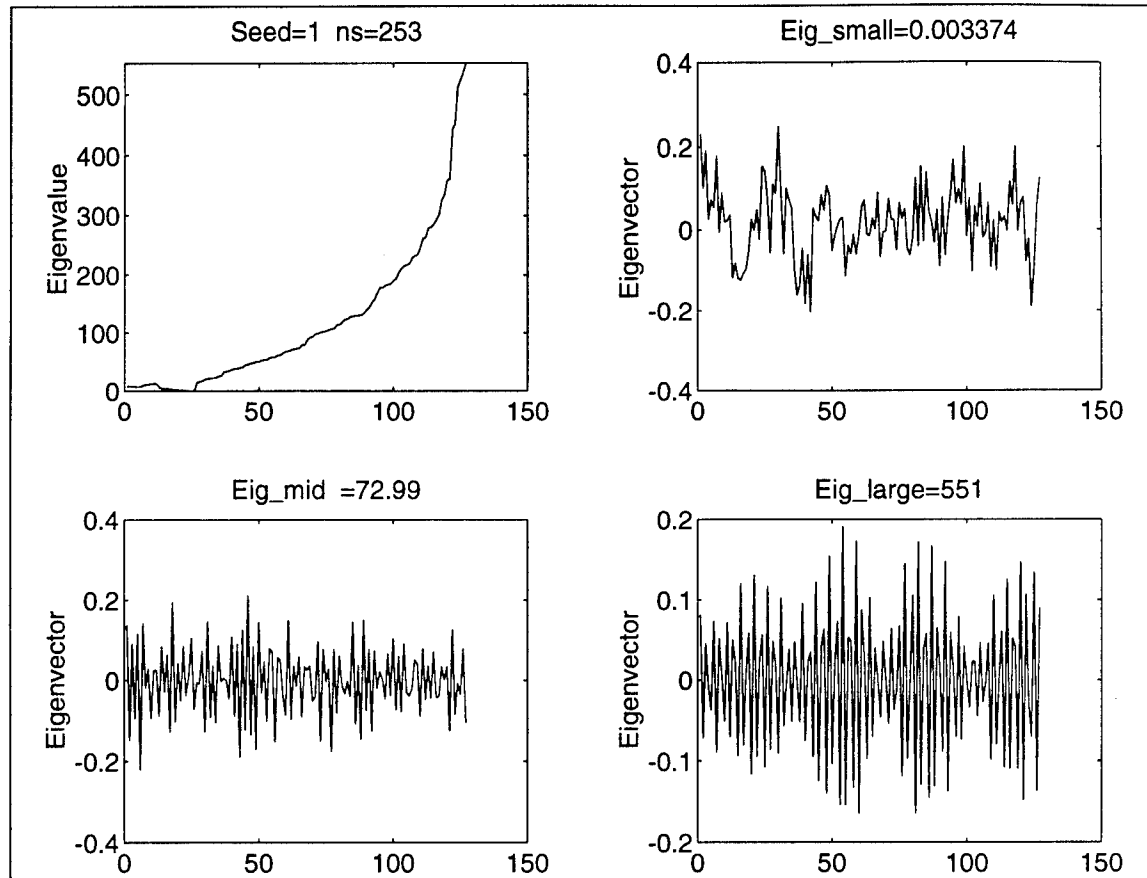 Seed=1 ns=253
Eigenvalue
500
400
300
200
100
0
0 50 100 150
Eig_small=0.003374
Eigenvector
0.4
0.2
0
-0.2
-0.4
0 50 100 150
Eig_mid =72.99
Eigenvector
0.4
0.2
0
-0.2
-0.4
0 50 100 150
Eig_large=551
Eigenvector
0.2
0.1
0
-0.1
-0.2
0 50 100 150